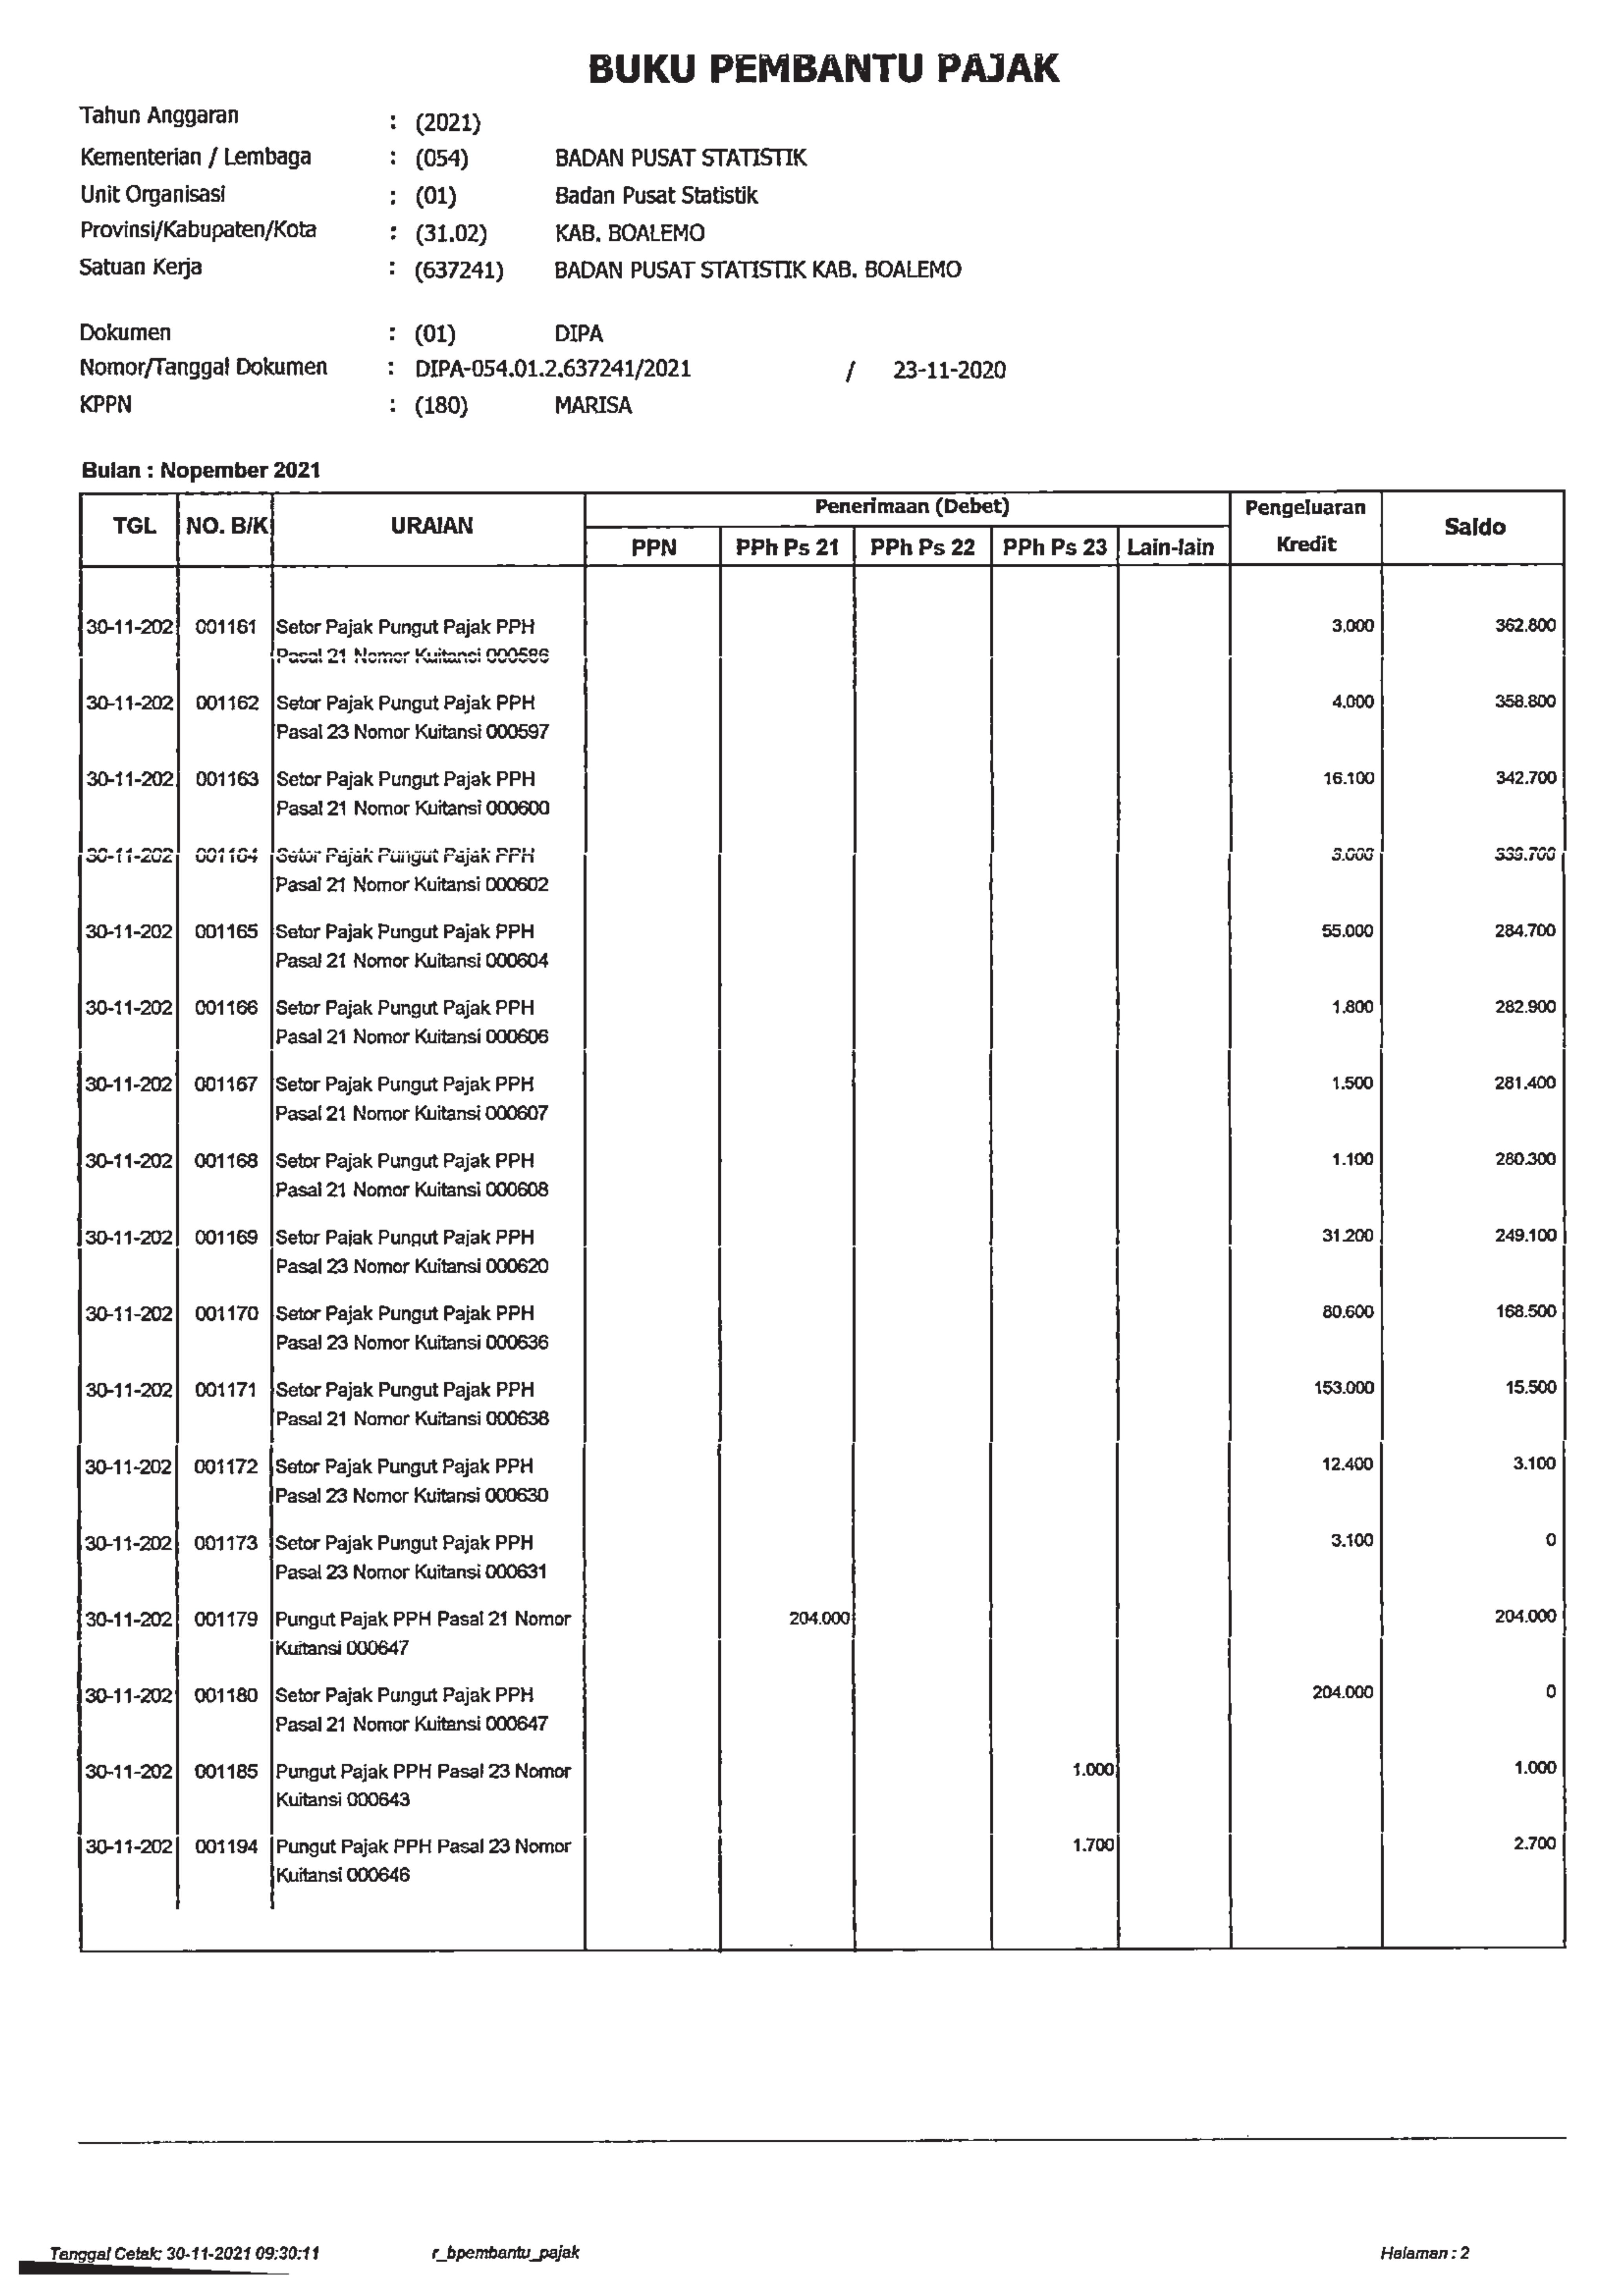 BUKU PEMBANTU PAJAK
Tahun Anggaran : (2021)
Kementerian / Lembaga : (054) BADAN PUSAT STATISTIK
Unit Organisasi : (01) Badan Pusat Statistik
Provinsi/Kabupaten/Kota : (31.02) KAB. BOALEMO
Satuan Kerja : (637241) BADAN PUSAT STATISTIK KAB. BOALEMO
Dokumen : (01) DIPA
Nomor/Tanggal Dokumen : DIPA-054.01.2.637241/2021 / 23-11-2020
KPPN : (180) MARISA
Bulan : Nopember 2021
TGL NO. B/K URAIAN Penerimaan (Debet) Pengeluaran Kredit Saldo
PPN PPh Ps 21 PPh Ps 22 PPh Ps 23 Lain-lain
30-11-202 001161 Setor Pajak Pungut Pajak PPH 3.000 362.800
Pasal 21 Nomor Kuitansi 000586
30-11-202 001162 Setor Pajak Pungut Pajak PPH 4.000 358.800
Pasal 23 Nomor Kuitansi 000597
30-11-202 001163 Setor Pajak Pungut Pajak PPH 16.100 342.700
Pasal 21 Nomor Kuitansi 000600
30-11-202 001164 Setor Pajak Pungut Pajak PPH 3.000 339.700
Pasal 21 Nomor Kuitansi 000602
30-11-202 001165 Setor Pajak Pungut Pajak PPH 55.000 284.700
Pasal 21 Nomor Kuitansi 000604
30-11-202 001166 Setor Pajak Pungut Pajak PPH 1.800 282.900
Pasal 21 Nomor Kuitansi 000606
30-11-202 001167 Setor Pajak Pungut Pajak PPH 1.500 281.400
Pasal 21 Nomor Kuitansi 000607
30-11-202 001168 Setor Pajak Pungut Pajak PPH 1.100 280.300
Pasal 21 Nomor Kuitansi 000608
30-11-202 001169 Setor Pajak Pungut Pajak PPH 31.200 249.100
Pasal 23 Nomor Kuitansi 000620
30-11-202 001170 Setor Pajak Pungut Pajak PPH 80.600 168.500
Pasal 23 Nomor Kuitansi 000636
30-11-202 001171 Setor Pajak Pungut Pajak PPH 153.000 15.500
Pasal 21 Nomor Kuitansi 000638
30-11-202 001172 Setor Pajak Pungut Pajak PPH 12.400 3.100
Pasal 23 Nomor Kuitansi 000630
30-11-202 001173 Setor Pajak Pungut Pajak PPH 3.100 0
Pasal 23 Nomor Kuitansi 000631
30-11-202 001179 Pungut Pajak PPH Pasal 21 Nomor 204.000 204.000
Kuitansi 000647
30-11-202 001180 Setor Pajak Pungut Pajak PPH 204.000 0
Pasal 21 Nomor Kuitansi 000647
30-11-202 001185 Pungut Pajak PPH Pasal 23 Nomor 1.000 1.000
Kuitansi 000643
30-11-202 001194 Pungut Pajak PPH Pasal 23 Nomor 1.700 2.700
Kuitansi 000646
Tanggal Cetak: 30-11-2021 09:30:11 r_bpembantu_pajak Halaman : 2